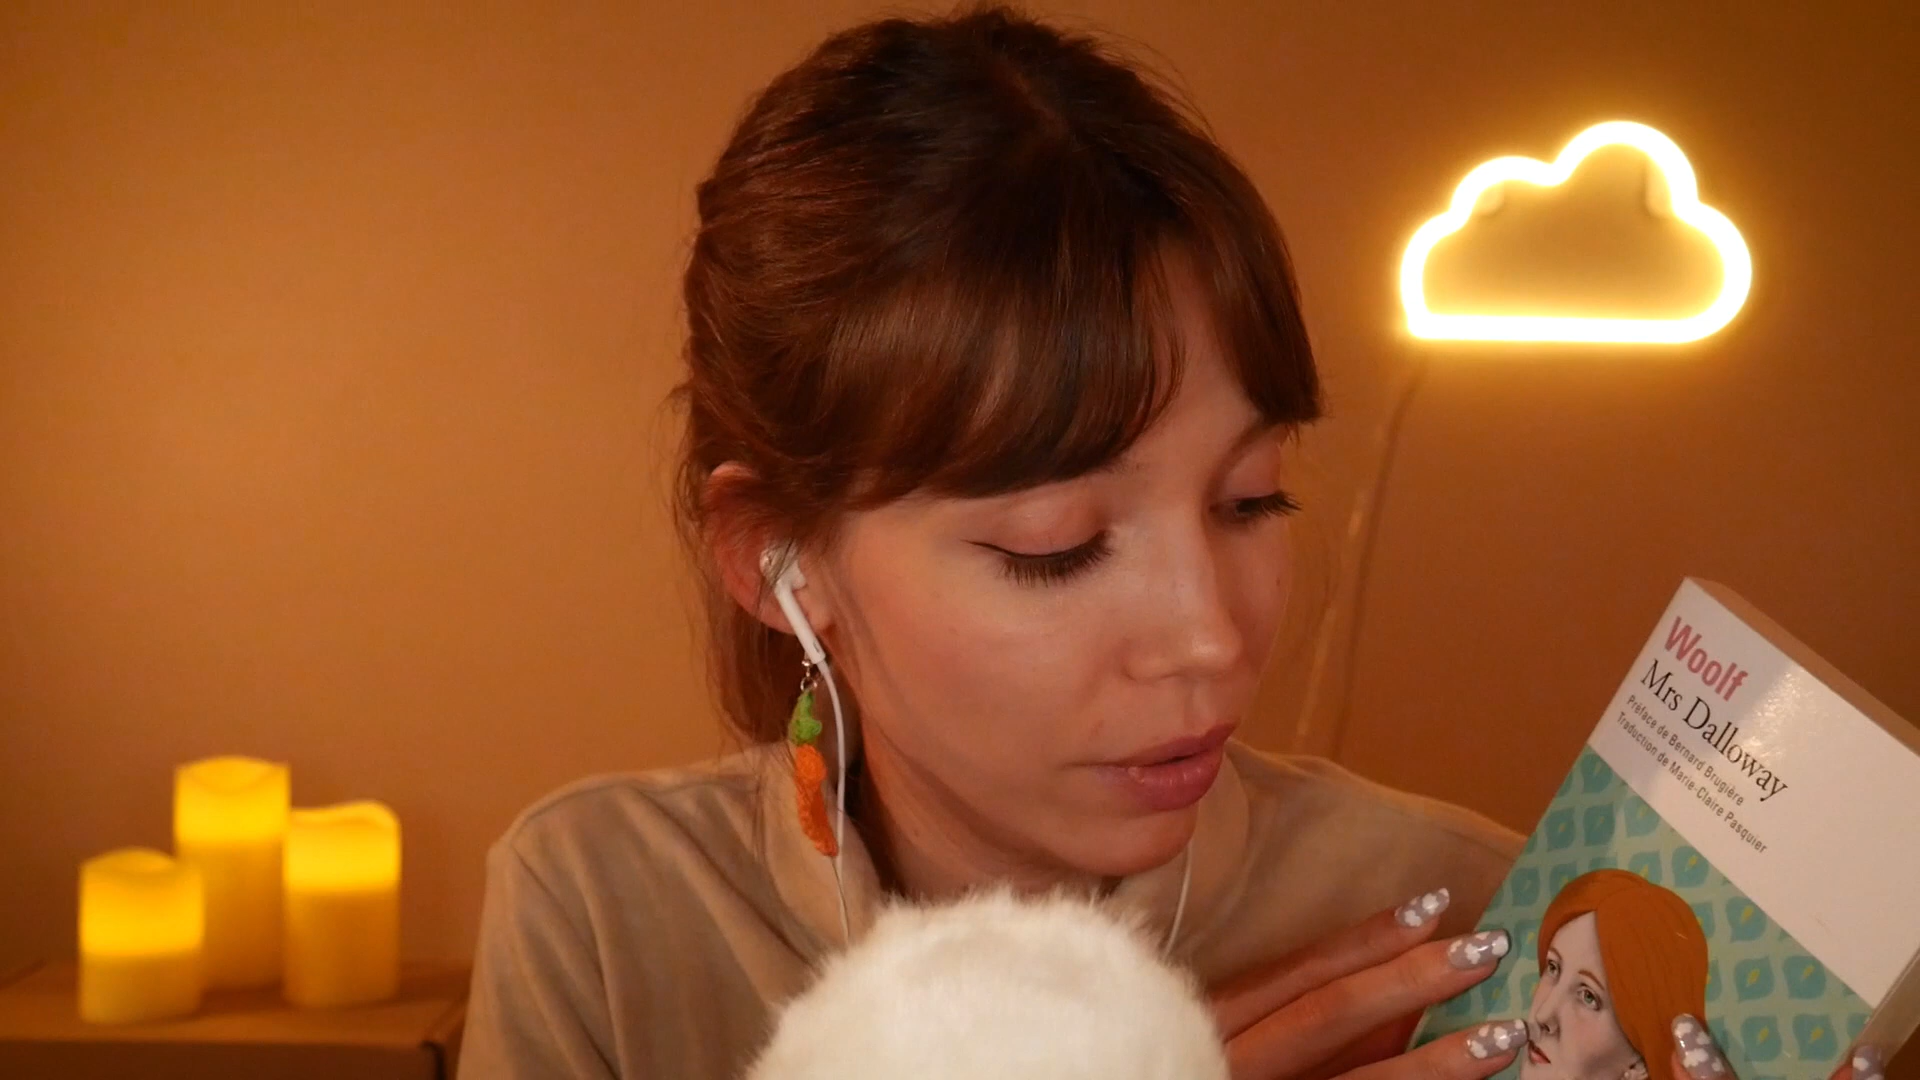 Woolf
Mrs Dalloway
Préface de Bernard Brugière
Traduction de Marie-Claire Pasquier